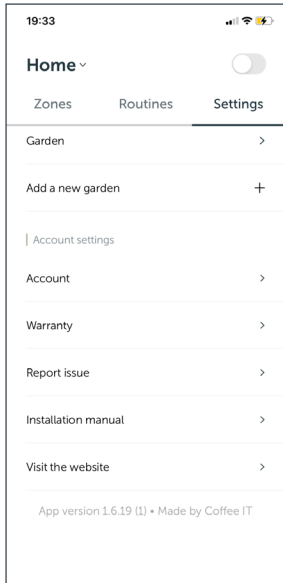 19:33
Home
Zones Routines Settings
Garden
Add a new garden
Account settings
Account
Warranty
Report issue
Installation manual
Visit the website
App version 1.6.19 (1) • Made by Coffee IT